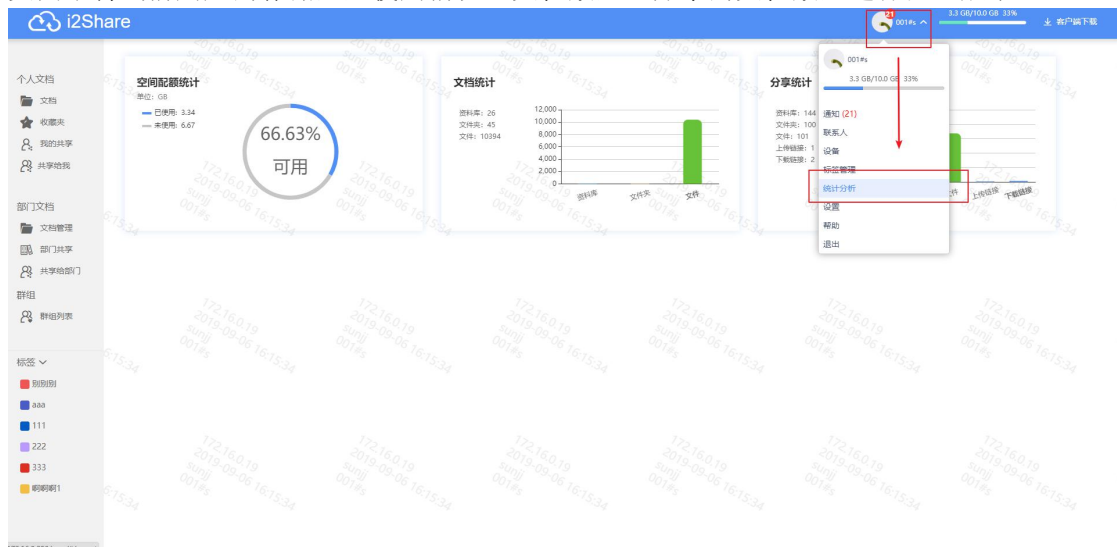 i2Share
21
001#s
3.3 GB/10.0 GB 33%
客户端下载
个人文档
文档
收藏夹
我的共享
共享给我
部门文档
文档管理
部门共享
共享给部门
群组
群组列表
标签
别别别
aaa
111
222
333
啊啊啊1
空间配额统计
单位: GB
已使用: 3.34
未使用: 6.67
66.63%
可用
文档统计
资料库: 26
文件夹: 45
文件: 10394
12,000
10,000
8,000
6,000
4,000
2,000
0
资料库
文件夹
文件
分享统计
资料库: 144
文件夹: 100
文件: 101
上传链接: 1
下载链接: 2
上传链接
下载链接
001#s
3.3 GB/10.0 GB 33%
通知 (21)
联系人
设备
标签管理
统计分析
设置
帮助
退出
172.16.0.19
2019-09-06 16:15:34
sunjj
001#s